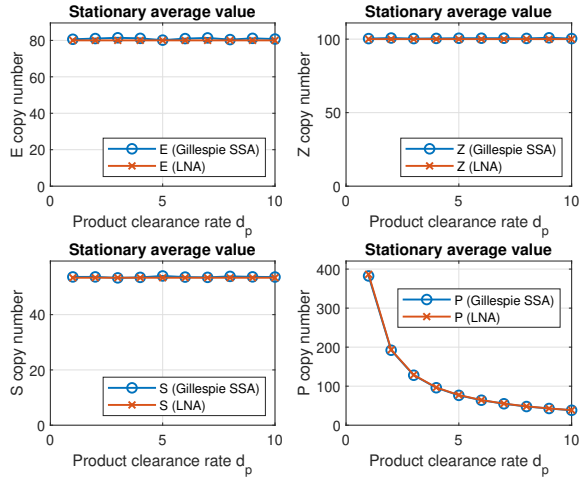 Stationary average value
E copy number
80
60
40
20
0
0 5 10
E (Gillespie SSA)
E (LNA)
Product clearance rate d_p
Stationary average value
Z copy number
100
50
0
0 5 10
Z (Gillespie SSA)
Z (LNA)
Product clearance rate d_p
Stationary average value
S copy number
40
20
0
0 5 10
S (Gillespie SSA)
S (LNA)
Product clearance rate d_p
Stationary average value
P copy number
400
300
200
100
0
0 5 10
P (Gillespie SSA)
P (LNA)
Product clearance rate d_p